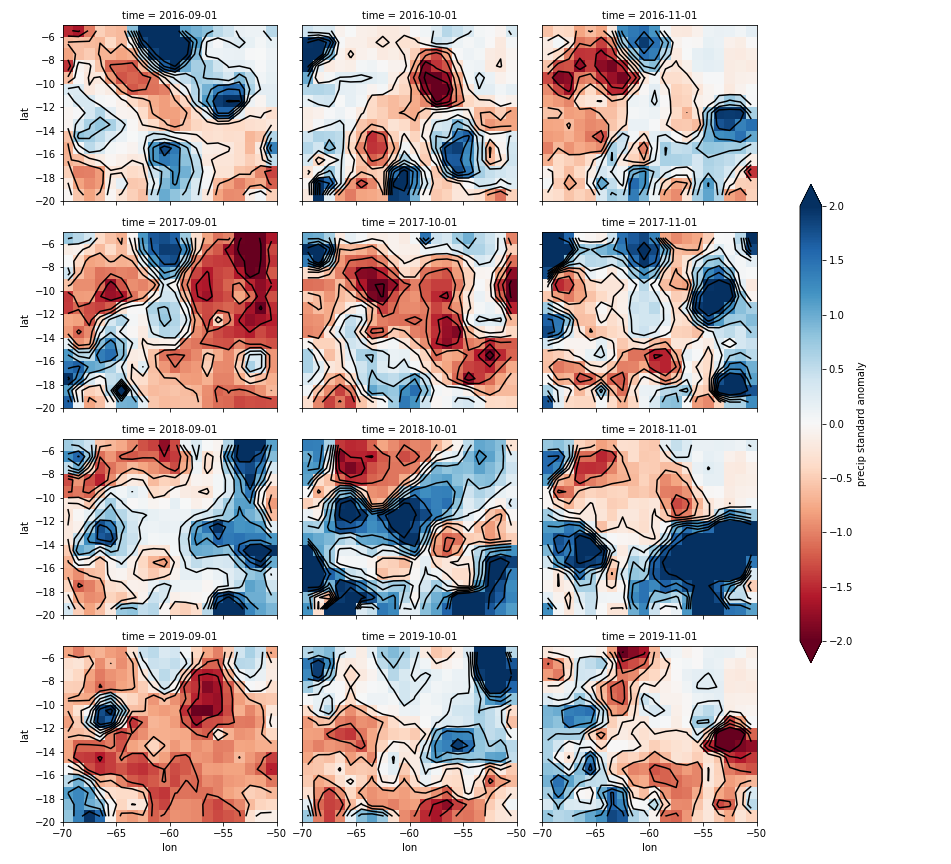 time = 2016-09-01 time = 2016-10-01 time = 2016-11-01
−6
−8
−10
−12
−14
−16
−18
−20
lat
time = 2017-09-01 time = 2017-10-01 time = 2017-11-01
−6
−8
−10
−12
−14
−16
−18
−20
lat
time = 2018-09-01 time = 2018-10-01 time = 2018-11-01
−6
−8
−10
−12
−14
−16
−18
−20
lat
time = 2019-09-01 time = 2019-10-01 time = 2019-11-01
−6
−8
−10
−12
−14
−16
−18
−20
lat
−70 −65 −60 −55 −50
lon
−70 −65 −60 −55 −50
lon
−70 −65 −60 −55 −50
lon
2.0
1.5
1.0
0.5
0.0
−0.5
−1.0
−1.5
−2.0
precip standard anomaly